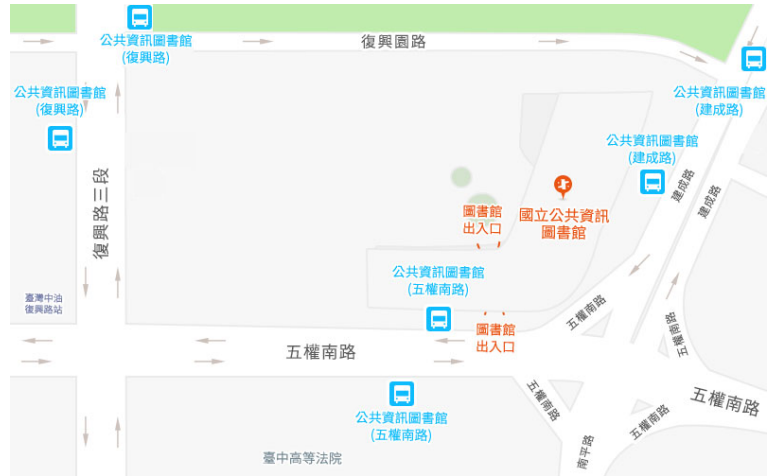 公共資訊圖書館
(復興路)
復興園路
公共資訊圖書館
(復興路)
公共資訊圖書館
(建成路)
公共資訊圖書館
(建成路)
建成路
建成路
復興路三段
圖書館
出入口
國立公共資訊
圖書館
公共資訊圖書館
(五權南路)
臺灣中油
復興路站
五權南路
五權南路
圖書館
出入口
五權南路
五權南路
五權南路
五權南路
公共資訊圖書館
(五權南路)
南平路
臺中高等法院